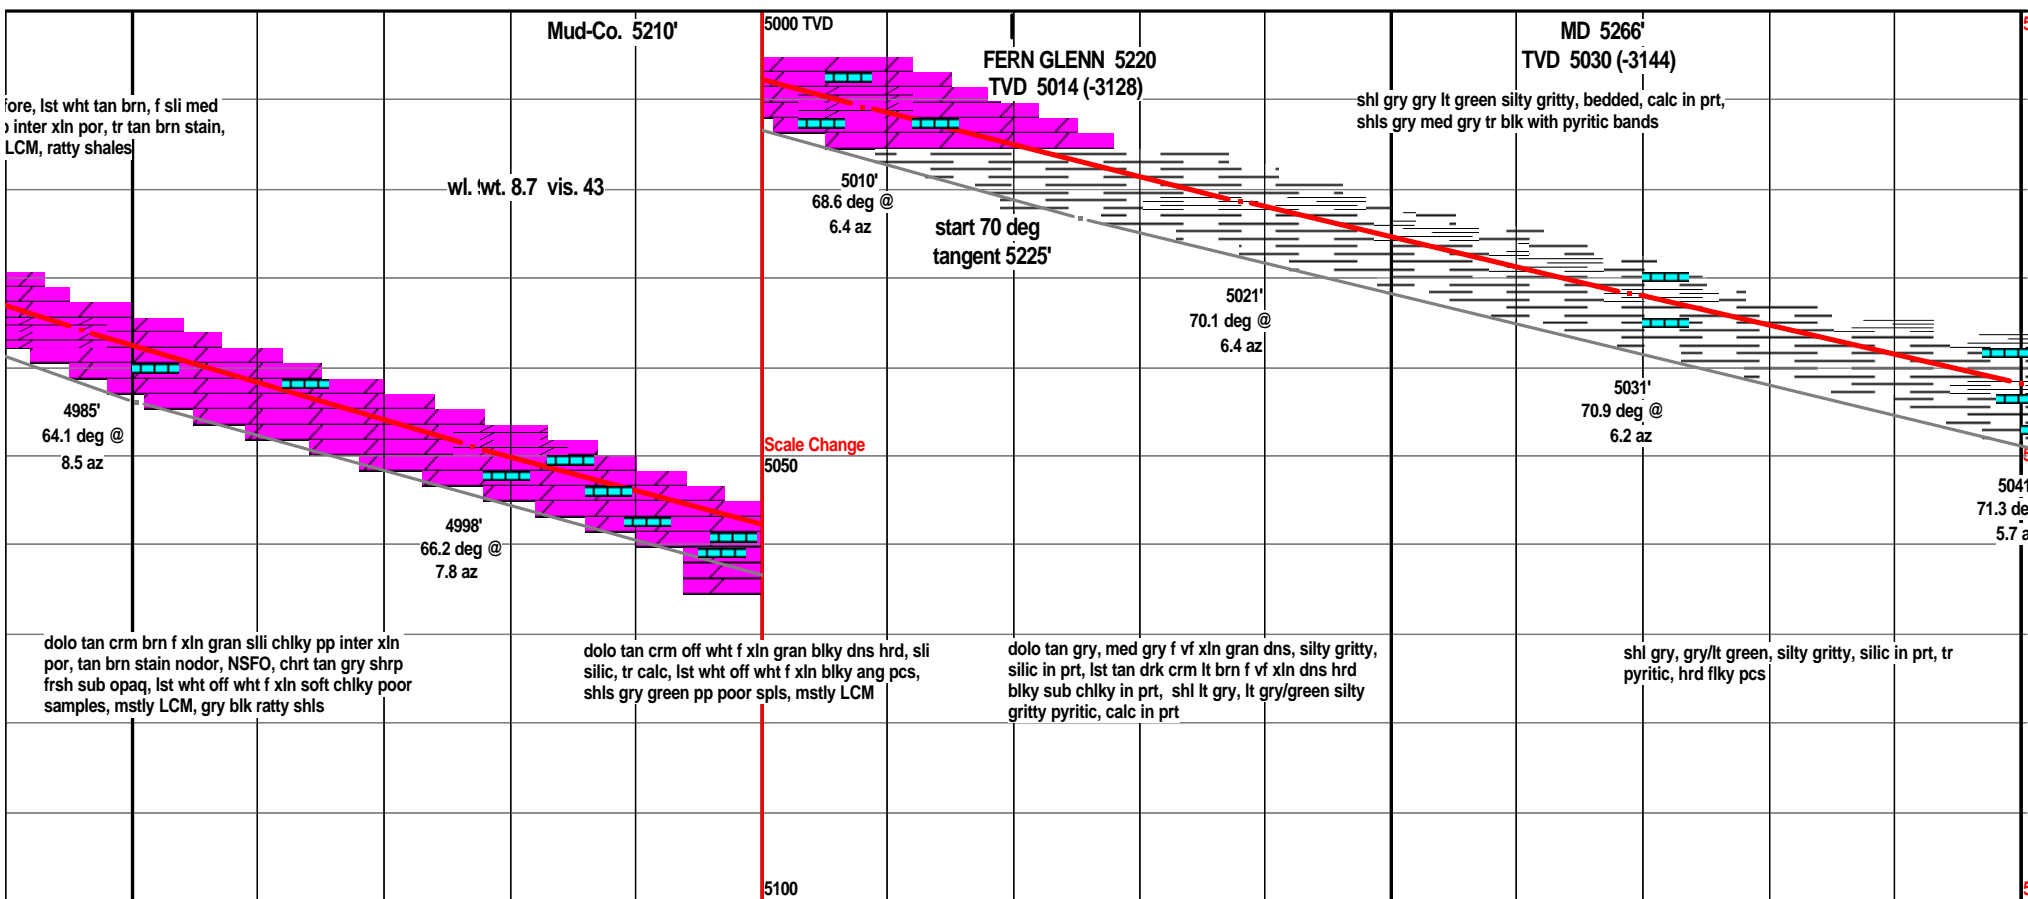 Mud-Co. 5210'
5000 TVD
FERN GLENN 5220
TVD 5014 (-3128)
MD 5266'
TVD 5030 (-3144)
lst wht tan brn, f sli med
inter xln por, tr tan brn stain,
LCM, ratty shales
shl gry gry lt green silty gritty, bedded, calc in prt,
shls gry med gry tr blk with pyritic bands
wl. wt. 8.7 vis. 43
5010'
68.6 deg @
6.4 az
start 70 deg
tangent 5225'
5021'
70.1 deg @
6.4 az
5031'
70.9 deg @
6.2 az
4985'
64.1 deg @
8.5 az
Scale Change
5050
5041
71.3
5.7
4998'
66.2 deg @
7.8 az
dolo tan crm brn f xln gran slli chlky pp inter xln
por, tan brn stain nodor, NSFO, chrt tan gry shrp
frsh sub opaq, lst wht off wht f xln soft chlky poor
samples, mstly LCM, gry blk ratty shls
dolo tan crm off wht f xln gran blky dns hrd, sli
silic, tr calc, lst wht off wht f xln blky ang pcs,
shls gry green pp poor spls, mstly LCM
dolo tan gry, med gry f vf xln gran dns, silty gritty,
silic in prt, lst tan drk crm lt brn f vf xln dns hrd
blky sub chlky in prt, shl lt gry, lt gry/green silty
gritty pyritic, calc in prt
shl gry, gry/lt green, silty gritty, silic in prt, tr
pyritic, hrd flky pcs
5100